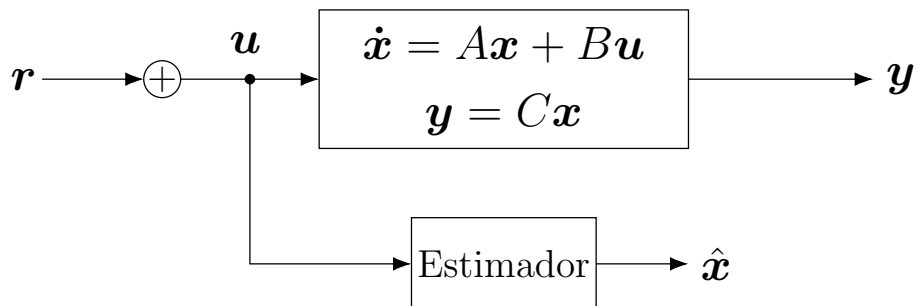 u
r + ẋ = Ax + Bu y
y = Cx
Estimador x̂